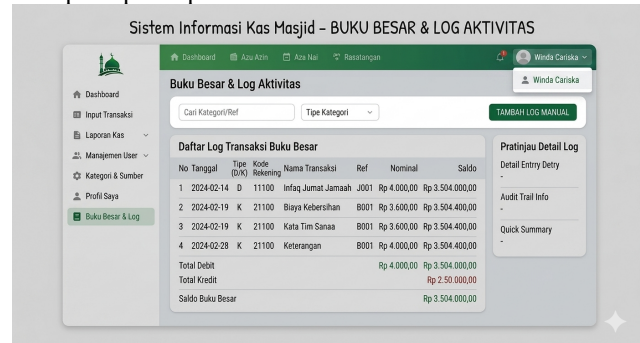 Sistem Informasi Kas Masjid - BUKU BESAR & LOG AKTIVITAS
Dashboard Azu Azin Aza Nai Rasatangan Winda Cariska
Winda Cariska
Dashboard
Input Transaksi
Laporan Kas
Manajemen User
Kategori & Sumber
Profil Saya
Buku Besar & Log
Buku Besar & Log Aktivitas
Cari Kategori/Ref Tipe Kategori TAMBAH LOG MANUAL
Daftar Log Transaksi Buku Besar
No Tanggal Tipe (D/K) Kode Rekening Nama Transaksi Ref Nominal Saldo
1 2024-02-14 D 11100 Infaq Jumat Jamaah J001 Rp 4.000,00 Rp 3.504.000,00
2 2024-02-19 K 21100 Biaya Kebersihan B001 Rp 3.600,00 Rp 3.504.400,00
3 2024-02-19 K 21100 Kata Tim Sanaa B001 Rp 3.600,00 Rp 3.504.400,00
4 2024-02-28 K 21100 Keterangan B001 Rp 4.000,00 Rp 3.504.400,00
Total Debit Rp 4.000,00 Rp 3.504.000,00
Total Kredit Rp 2.50.000,00
Saldo Buku Besar Rp 3.504.000,00
Pratinjau Detail Log
Detail Entrry Detry
-
Audit Trail Info
-
Quick Summary
-